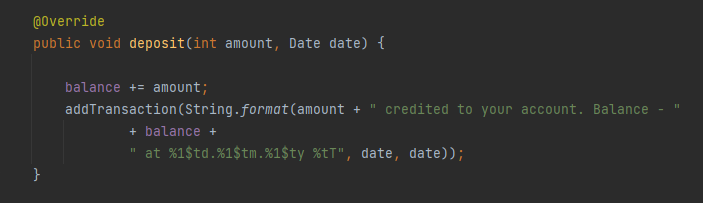 @Override
public void deposit(int amount, Date date) {
balance += amount;
addTransaction(String.format(amount + " credited to your account. Balance - "
+ balance +
" at %1$td.%1$tm.%1$ty %tT", date, date));
}